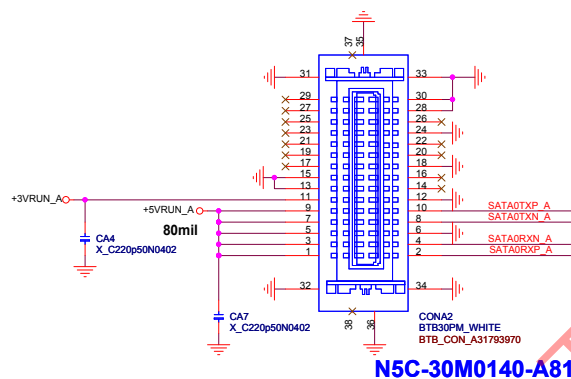 37
35
31
33
29
30
27
28
25
26
23
24
21
22
19
20
17
18
15
16
13
14
+3VRUN_A
11
12
+5VRUN_A
9
10
SATA0TXP_A
7
8
SATA0TXN_A
80mil
5
6
3
4
SATA0RXN_A
1
2
SATA0RXP_A
CA4
X_C220p50N0402
32
34
CA7
X_C220p50N0402
38
36
CONA2
BTB30PM_WHITE
BTB_CON_A31793970
N5C-30M0140-A81